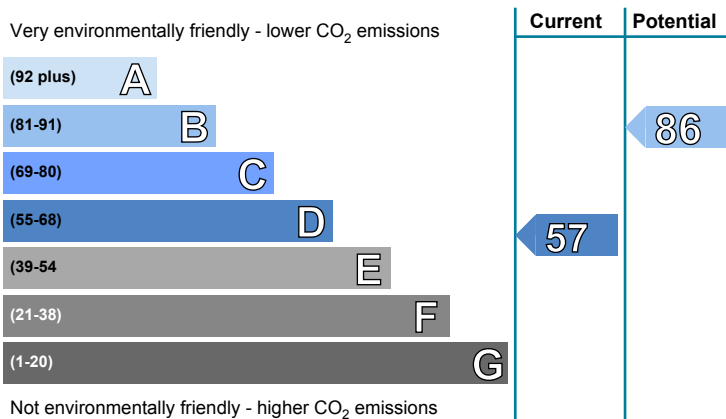 Current Potential
Very environmentally friendly - lower CO2 emissions
(92 plus) A
(81-91) B
86
(69-80) C
(55-68) D
57
(39-54 E
(21-38) F
(1-20) G
Not environmentally friendly - higher CO2 emissions